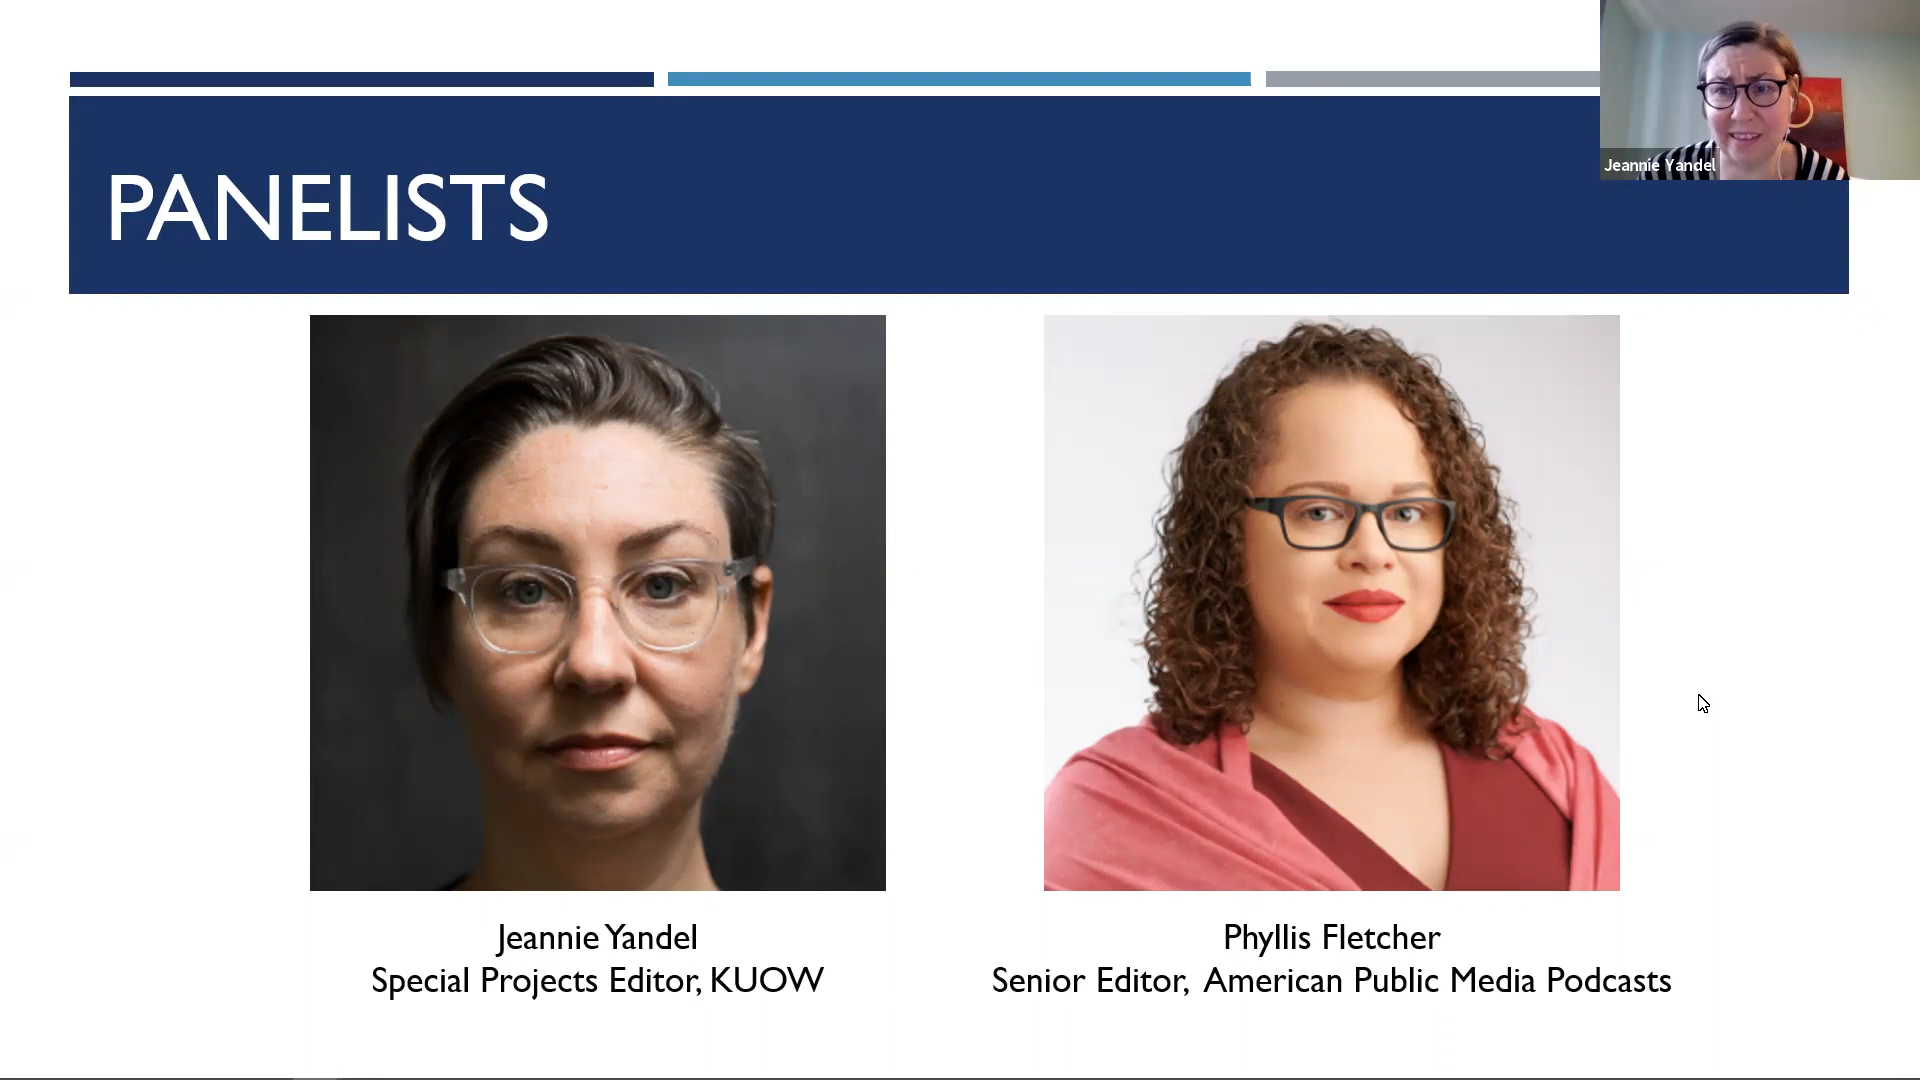 Jeannie Yandel
PANELISTS
Jeannie Yandel
Special Projects Editor, KUOW
Phyllis Fletcher
Senior Editor, American Public Media Podcasts